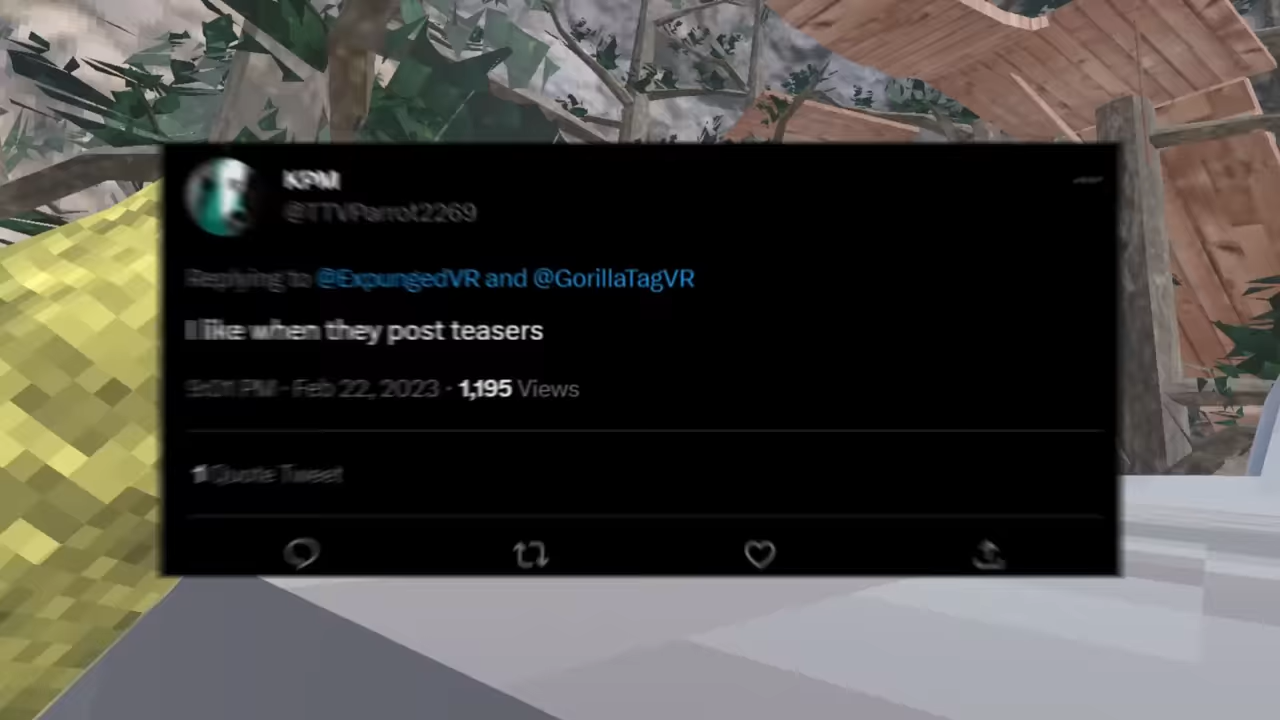 KPM
@TTVParrot2269
Replying to @ExpungedVR and @GorillaTagVR
I like when they post teasers
9:01 PM · Feb 22, 2023 · 1,195 Views
1 Quote Tweet